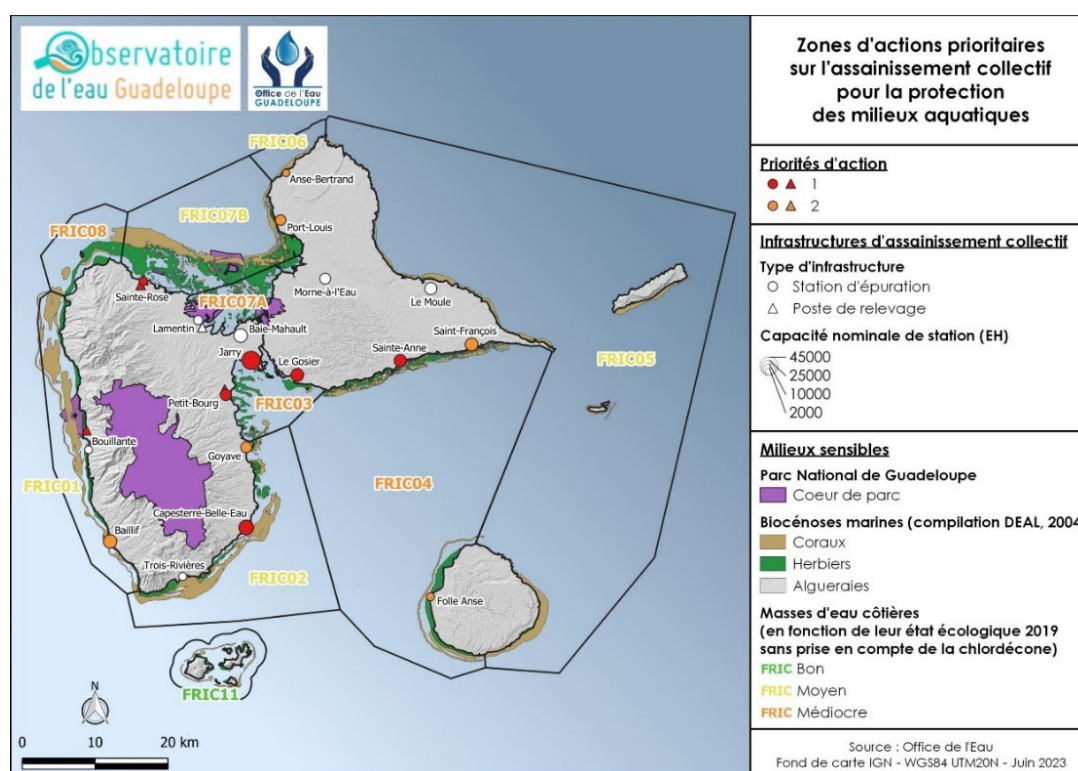 Observatoire
de l'eau Guadeloupe
Office de l'Eau
GUADELOUPE
Zones d'actions prioritaires
sur l'assainissement collectif
pour la protection
des milieux aquatiques
Priorités d'action
1
2
Infrastructures d'assainissement collectif
Type d'infrastructure
Station d'épuration
Poste de relevage
Capacité nominale de station (EH)
45000
25000
10000
2000
Milieux sensibles
Parc National de Guadeloupe
Coeur de parc
Biocénoses marines (compilation DEAL, 2004
Coraux
Herbiers
Algueraies
Masses d'eau côtières
(en fonction de leur état écologique 2019
sans prise en compte de la chlordécone)
FRIC Bon
FRIC Moyen
FRIC Médiocre
Source : Office de l'Eau
Fond de carte IGN - WGS84 UTM20N - Juin 2023
FRIC06
Anse-Bertrand
FRIC07B
Port-Louis
FRIC08
Sainte-Rose
FRIC07A
Morne-à-l'Eau
Le Moule
Lamentin
Baie-Mahault
Saint-François
Jarry
Le Gosier
Sainte-Anne
FRIC05
Petit-Bourg
FRIC03
Bouillante
Goyave
FRIC01
FRIC04
Capesterre-Belle-Eau
Baillif
Trois-Rivières
FRIC02
Folle Anse
FRIC11
N
0 10 20 km